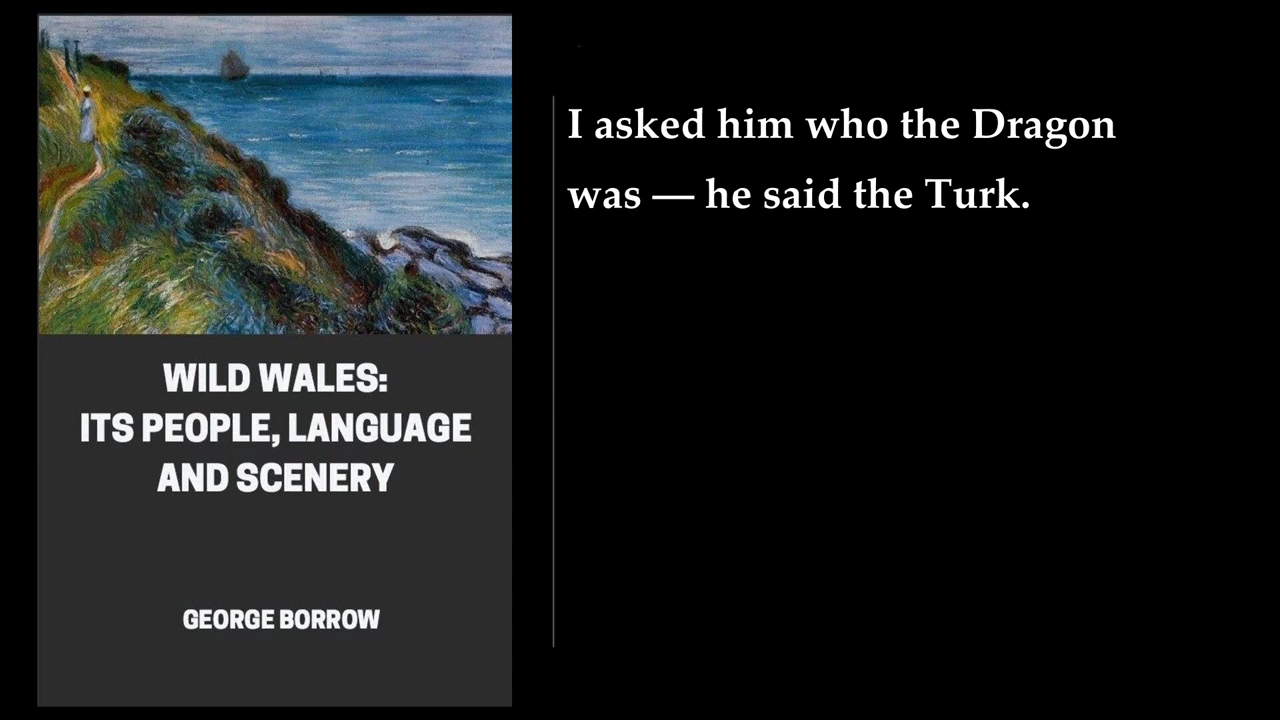 WILD WALES:
ITS PEOPLE, LANGUAGE
AND SCENERY
GEORGE BORROW
I asked him who the Dragon
was — he said the Turk.